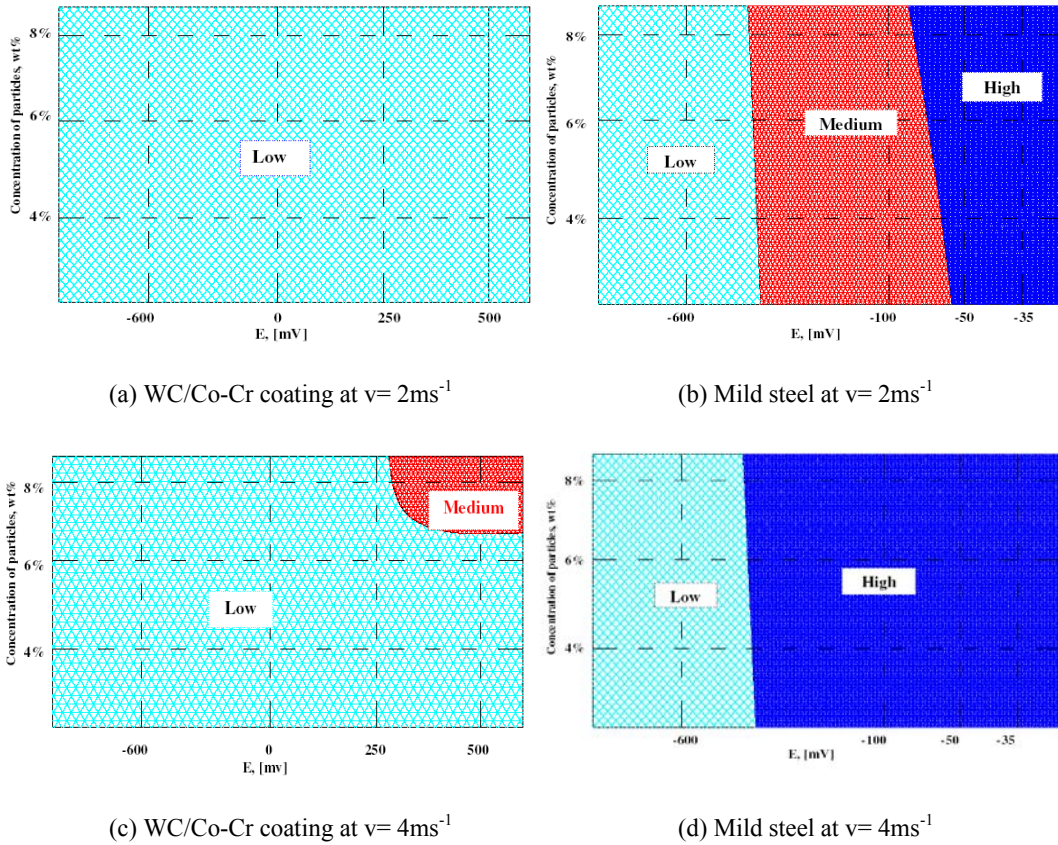 Concentration of particles, wt%
8%
6%
4%
Low
-600
0
250
500
E, [mV]
(a) WC/Co-Cr coating at v= 2ms-1
Concentration of particles, wt%
8%
6%
4%
High
Medium
Low
-600
-100
-50
-35
E, [mV]
(b) Mild steel at v= 2ms-1
Concentration of particles, wt%
8%
6%
4%
Medium
Low
-600
0
250
500
E, [mv]
(c) WC/Co-Cr coating at v= 4ms-1
Concentration of particles, wt%
8%
6%
4%
Low
High
-600
-100
-50
-35
E, [mV]
(d) Mild steel at v= 4ms-1